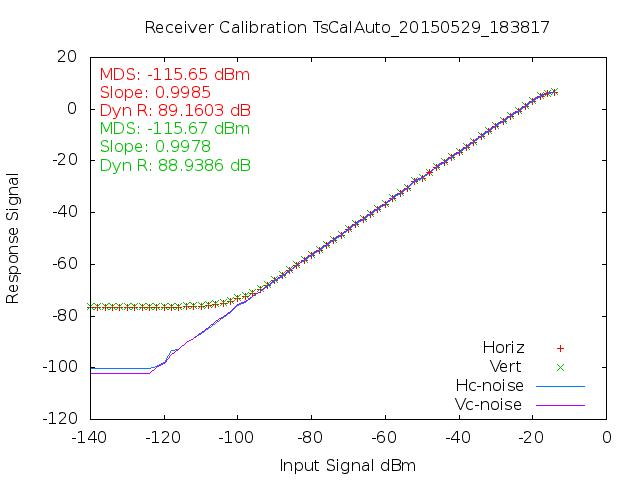 Receiver Calibration TsCalAuto_20150529_183817
20
0
-20
-40
-60
-80
-100
-120
Response Signal
MDS: -115.65 dBm
Slope: 0.9985
Dyn R: 89.1603 dB
MDS: -115.67 dBm
Slope: 0.9978
Dyn R: 88.9386 dB
Horiz
Vert
Hc-noise
Vc-noise
-140 -120 -100 -80 -60 -40 -20 0
Input Signal dBm